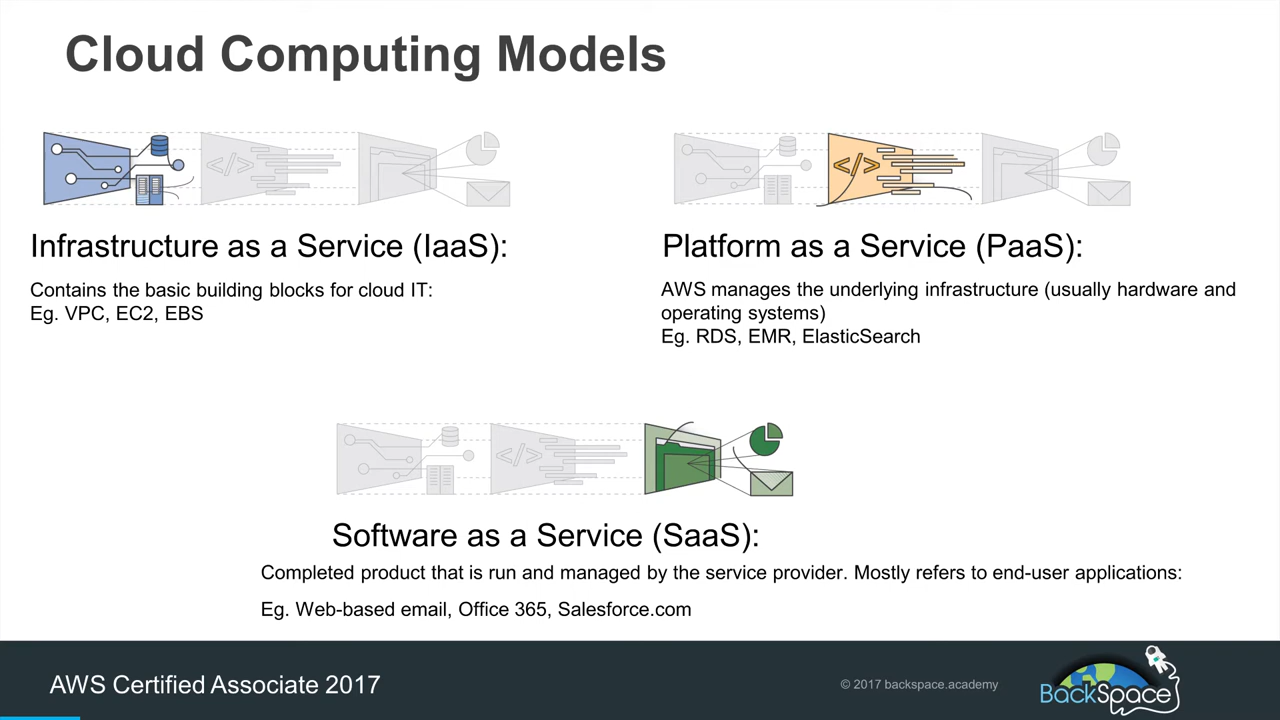 Cloud Computing Models
</>
</>
Infrastructure as a Service (IaaS):
Contains the basic building blocks for cloud IT:
Eg. VPC, EC2, EBS
Platform as a Service (PaaS):
AWS manages the underlying infrastructure (usually hardware and
operating systems)
Eg. RDS, EMR, ElasticSearch
</>
Software as a Service (SaaS):
Completed product that is run and managed by the service provider. Mostly refers to end-user applications:
Eg. Web-based email, Office 365, Salesforce.com
AWS Certified Associate 2017
© 2017 backspace.academy
BackSpace